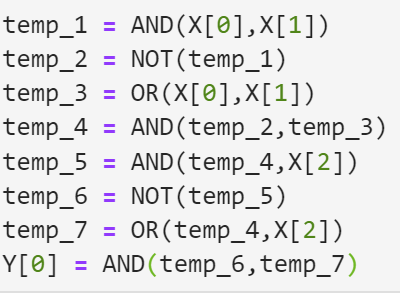 temp_1 = AND(X[0],X[1])
temp_2 = NOT(temp_1)
temp_3 = OR(X[0],X[1])
temp_4 = AND(temp_2,temp_3)
temp_5 = AND(temp_4,X[2])
temp_6 = NOT(temp_5)
temp_7 = OR(temp_4,X[2])
Y[0] = AND(temp_6,temp_7)